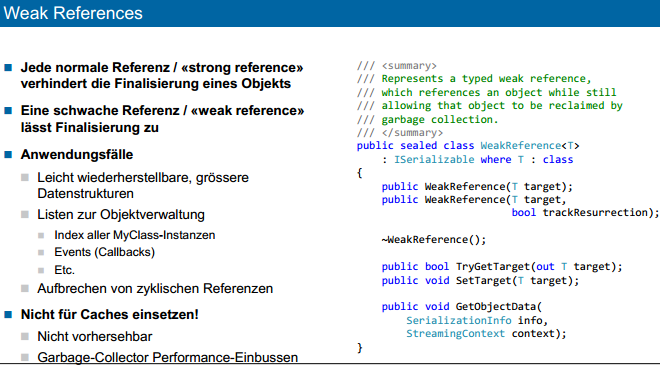 Weak References
Jede normale Referenz / «strong reference»
verhindert die Finalisierung eines Objekts
Eine schwache Referenz / «weak reference»
lässt Finalisierung zu
Anwendungsfälle
Leicht wiederherstellbare, grössere
Datenstrukturen
Listen zur Objektverwaltung
Index aller MyClass-Instanzen
Events (Callbacks)
Etc.
Aufbrechen von zyklischen Referenzen
Nicht für Caches einsetzen!
Nicht vorhersehbar
Garbage-Collector Performance-Einbussen
/// <summary>
/// Represents a typed weak reference,
/// which references an object while still
/// allowing that object to be reclaimed by
/// garbage collection.
/// </summary>
public sealed class WeakReference<T>
: ISerializable where T : class
{
public WeakReference(T target);
public WeakReference(T target,
bool trackResurrection);
~WeakReference();
public bool TryGetTarget(out T target);
public void SetTarget(T target);
public void GetObjectData(
SerializationInfo info,
StreamingContext context);
}